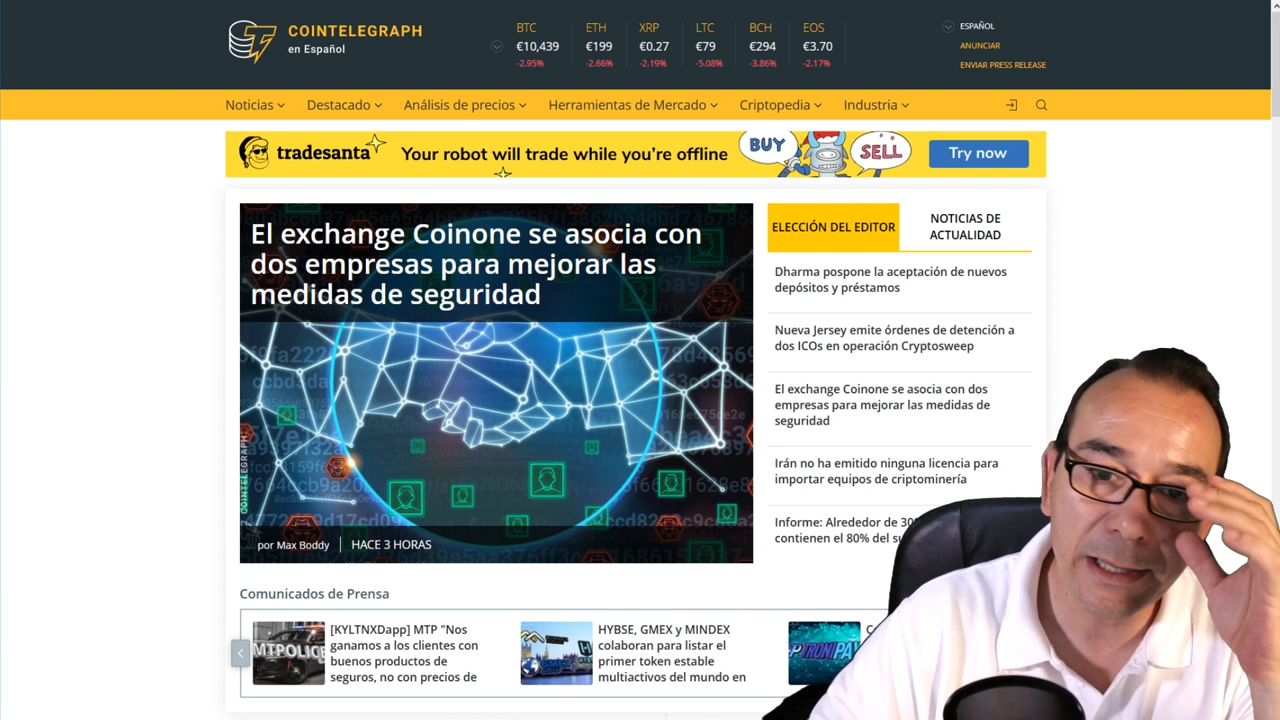 COINTELEGRAPH
en Español
BTC ETH XRP LTC BCH EOS
€10,439 €199 €0.27 €79 €294 €3.70
-2.95% -2.66% -2.19% -5.08% -3.86% -2.17%
ESPAÑOL
ANUNCIAR
ENVIAR PRESS RELEASE
Noticias Destacado Análisis de precios Herramientas de Mercado Criptopedia Industria
tradesanta Your robot will trade while you're offline BUY SELL Try now
El exchange Coinone se asocia con
dos empresas para mejorar las
medidas de seguridad
COINTELEGRAPH
por Max Boddy HACE 3 HORAS
ELECCIÓN DEL EDITOR
NOTICIAS DE
ACTUALIDAD
Dharma pospone la aceptación de nuevos
depósitos y préstamos
Nueva Jersey emite órdenes de detención a
dos ICOs en operación Cryptosweep
El exchange Coinone se asocia con dos
empresas para mejorar las medidas de
seguridad
Irán no ha emitido ninguna licencia para
importar equipos de criptominería
Informe: Alrededor de
contienen el 80% del
Comunicados de Prensa
MTPOLICE
[KYLTNXDapp] MTP "Nos
ganamos a los clientes con
buenos productos de
seguros, no con precios de
GMEX
HYBSE, GMEX y MINDEX
colaboran para listar el
primer token estable
multiactivos del mundo en